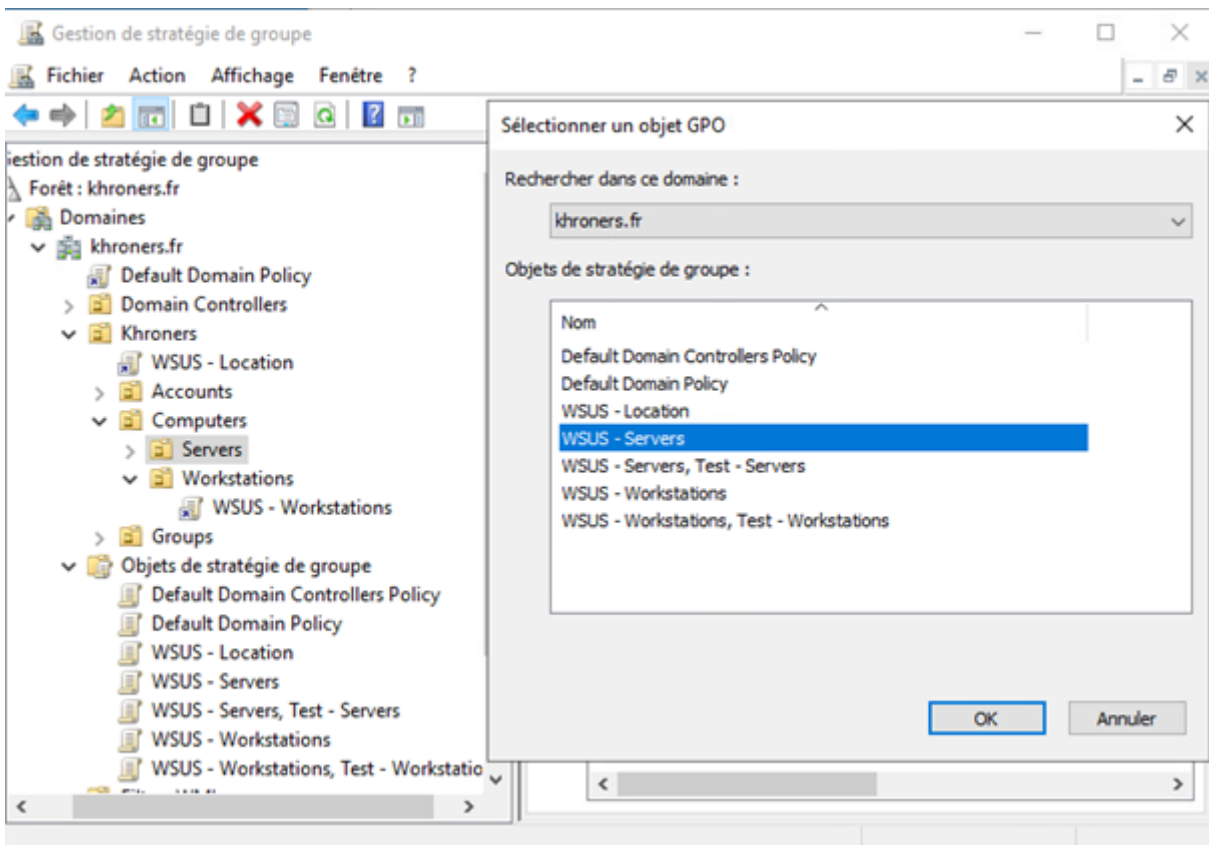 Gestion de stratégie de groupe
Fichier Action Affichage Fenêtre ?
iestion de stratégie de groupe
Forêt : khroners.fr
Domaines
khroners.fr
Default Domain Policy
Domain Controllers
Khroners
WSUS - Location
Accounts
Computers
Servers
Workstations
WSUS - Workstations
Groups
Objets de stratégie de groupe
Default Domain Controllers Policy
Default Domain Policy
WSUS - Location
WSUS - Servers
WSUS - Servers, Test - Servers
WSUS - Workstations
WSUS - Workstations, Test - Workstatio
Sélectionner un objet GPO
Rechercher dans ce domaine :
khroners.fr
Objets de stratégie de groupe :
Nom
Default Domain Controllers Policy
Default Domain Policy
WSUS - Location
WSUS - Servers
WSUS - Servers, Test - Servers
WSUS - Workstations
WSUS - Workstations, Test - Workstations
OK Annuler